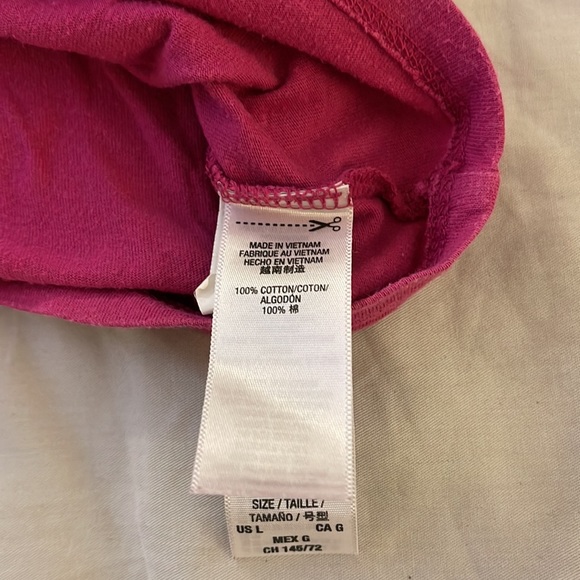 MADE IN VIETNAM
FABRIQUE AU VIETNAM
HECHO EN VIETNAM
越南制造
100% COTTON/COTON/
ALGODÓN
100% 棉
SIZE / TAILLE /
TAMAÑO / 号型
US L CA G
MEX G
CH 145/72